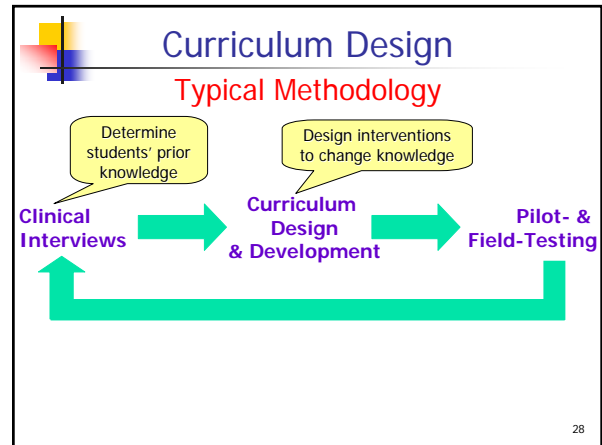 Curriculum Design
Typical Methodology
Determine
students' prior
knowledge
Design interventions
to change knowledge
Clinical
Interviews
Curriculum
Design
& Development
Pilot- &
Field-Testing
28